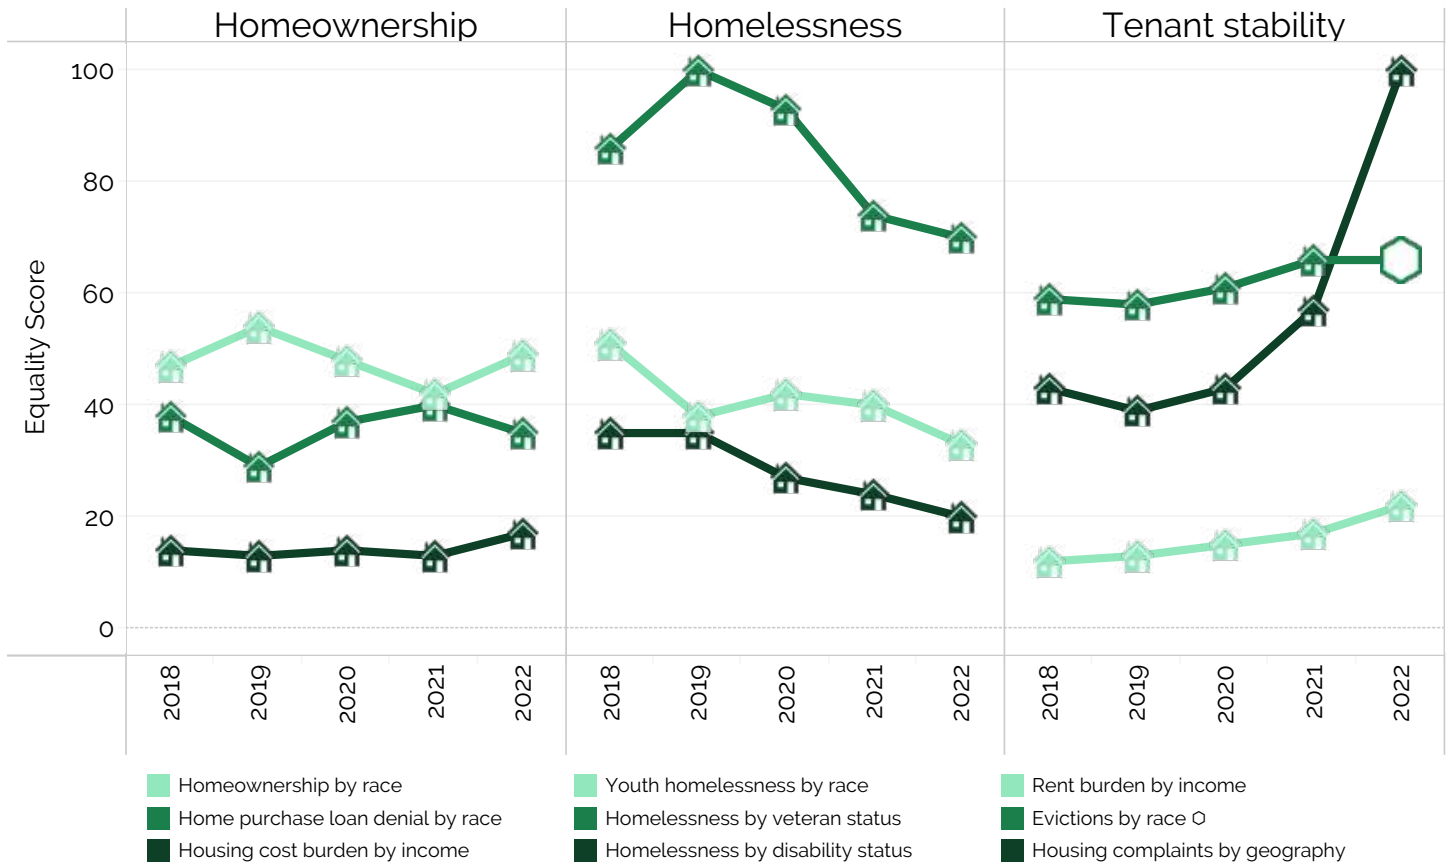 Homeownership Homelessness Tenant stability
100
80
60
40
20
0
Equality Score
2018 2019 2020 2021 2022 2018 2019 2020 2021 2022 2018 2019 2020 2021 2022
Homeownership by race Youth homelessness by race Rent burden by income
Home purchase loan denial by race Homelessness by veteran status Evictions by race
Housing cost burden by income Homelessness by disability status Housing complaints by geography